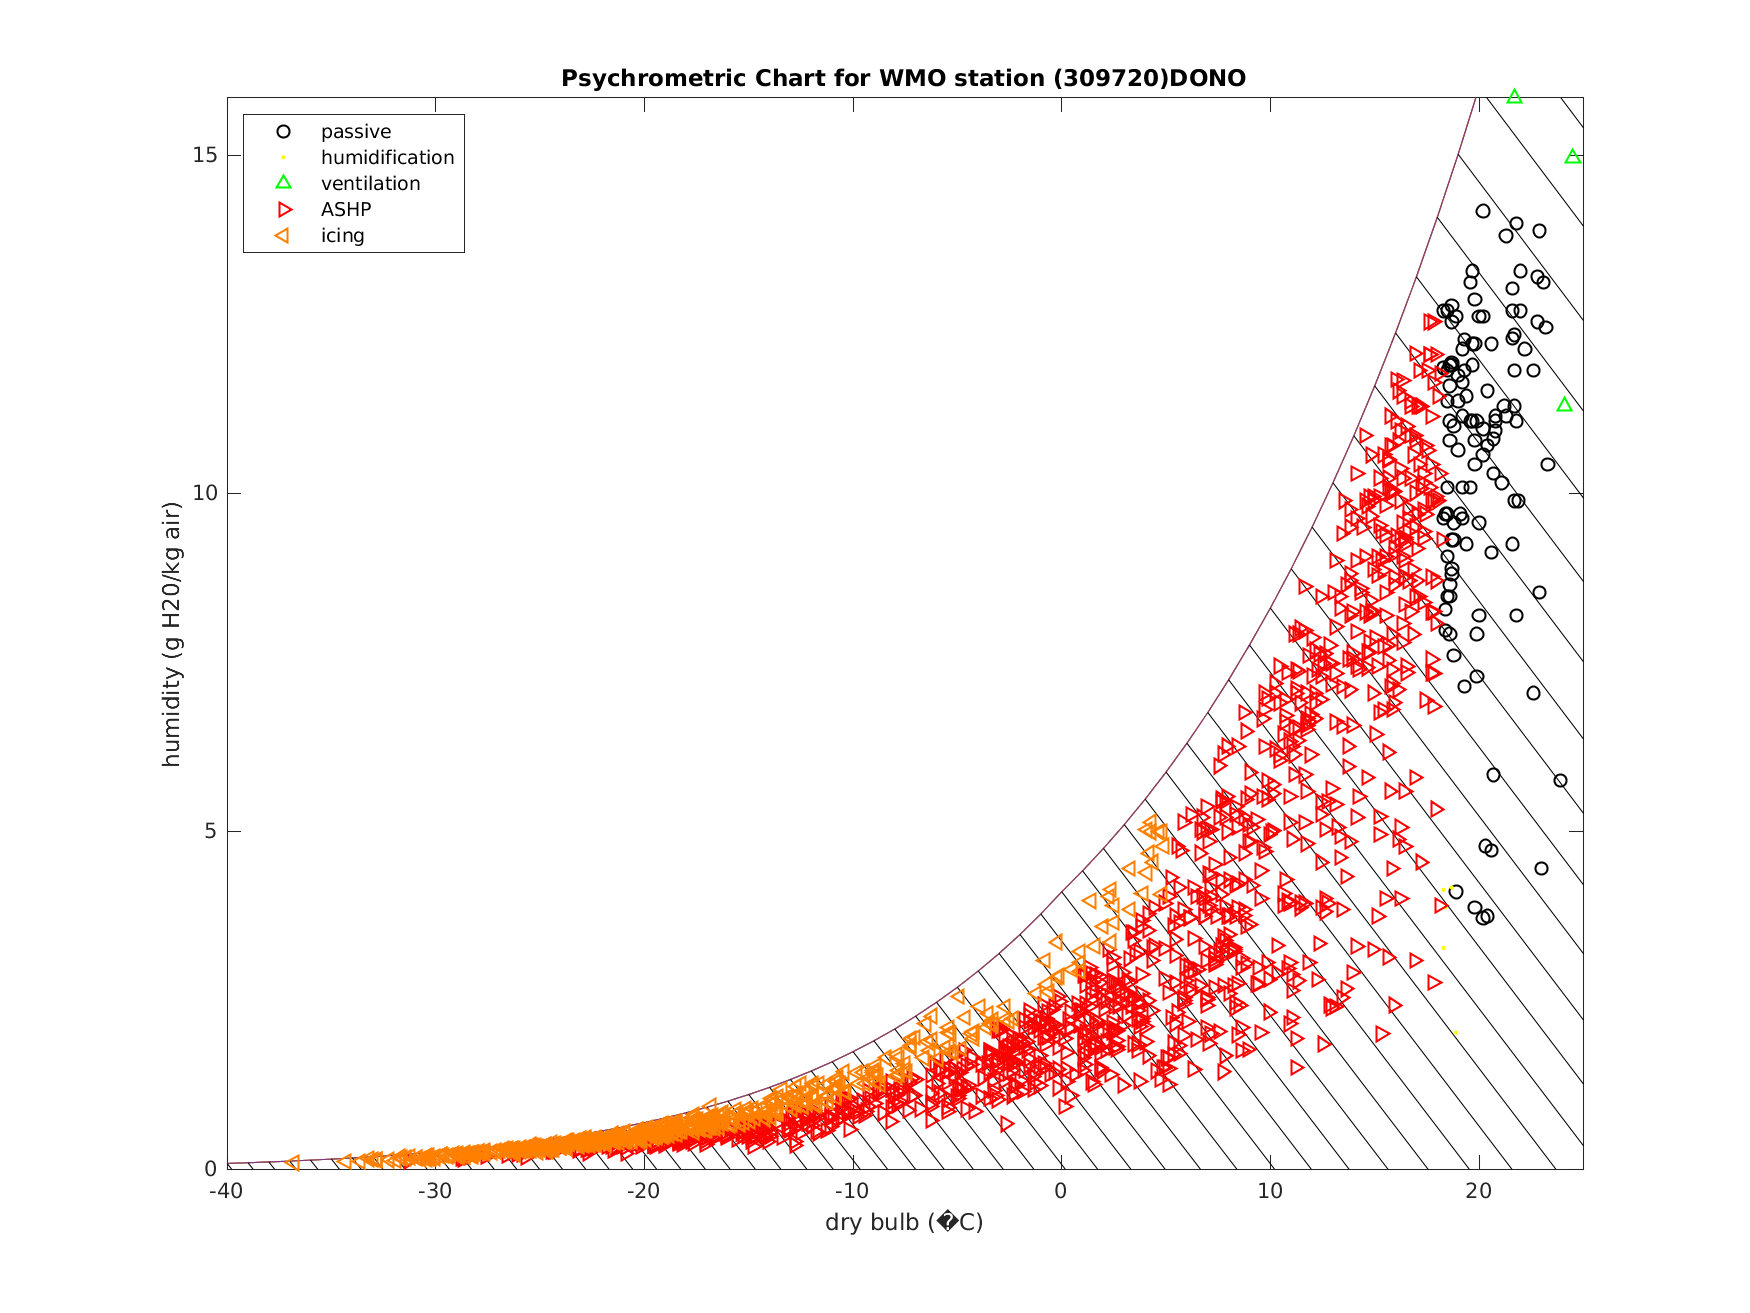 Psychrometric Chart for WMO station (309720)DONO
passive
humidification
ventilation
ASHP
icing
humidity (g H20/kg air)
15
10
5
0
-40 -30 -20 -10 0 10 20
dry bulb (�C)